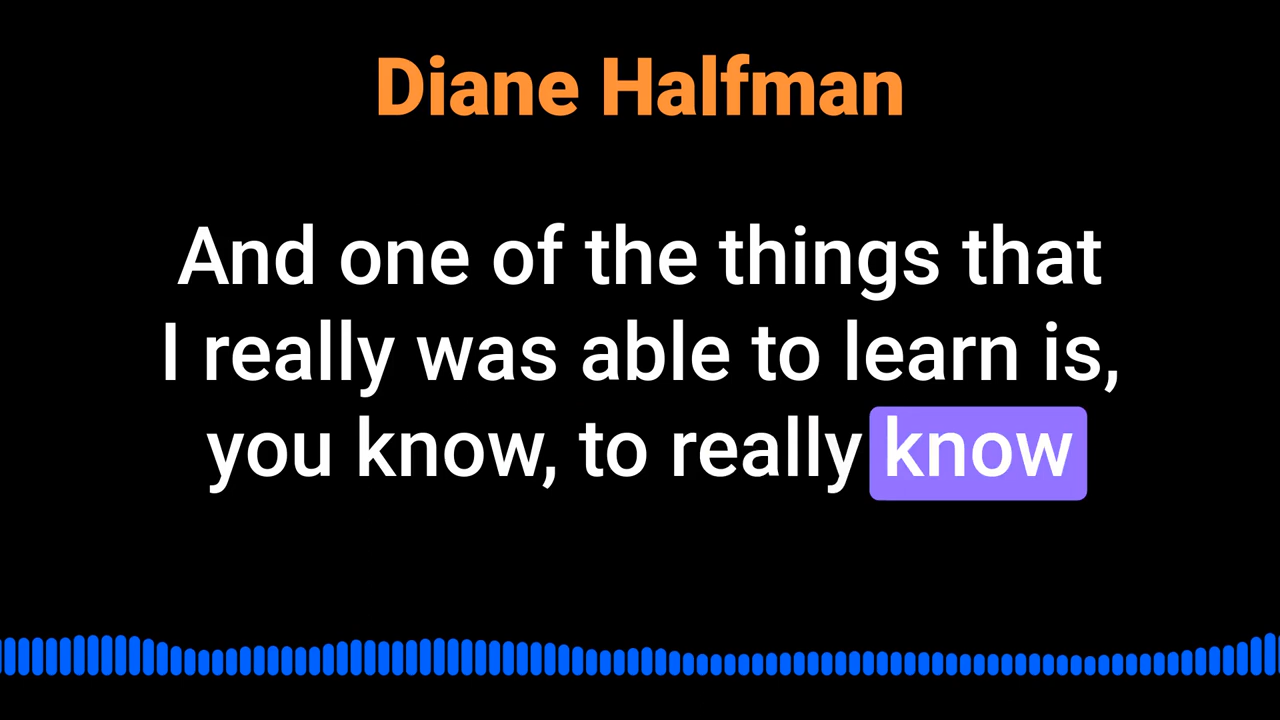 Diane Halfman
And one of the things that
I really was able to learn is,
you know, to really know